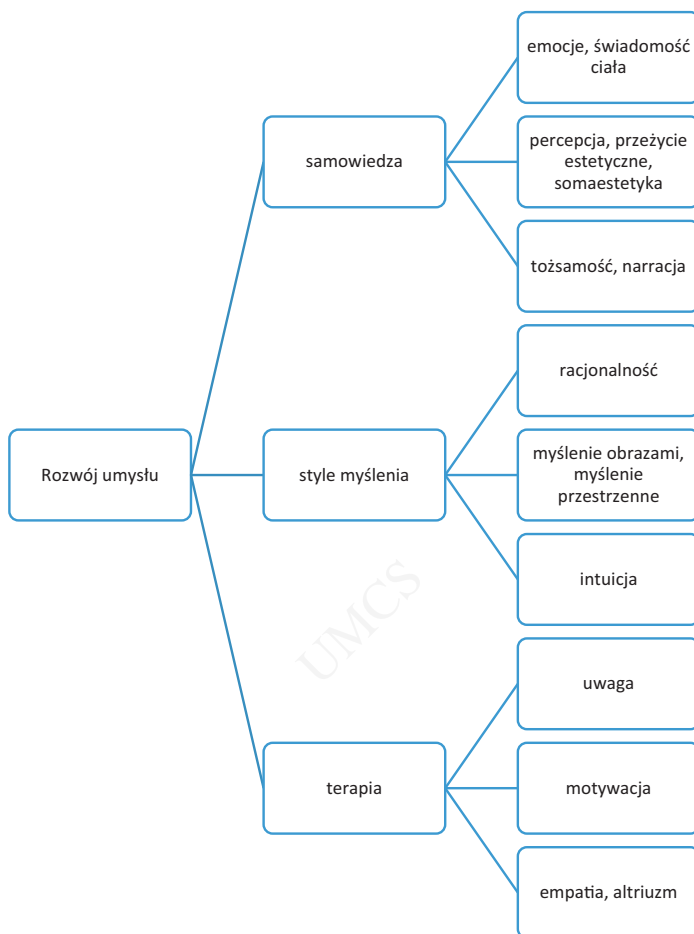 emocje, świadomość
ciała
samowiedza
percepcja, przeżycie
estetyczne,
somaestetyka
tożsamość, narracja
racjonalność
Rozwój umysłu
style myślenia
myślenie obrazami,
myślenie
przestrzenne
intuicja
UMCS
uwaga
terapia
motywacja
empatia, altriuzm